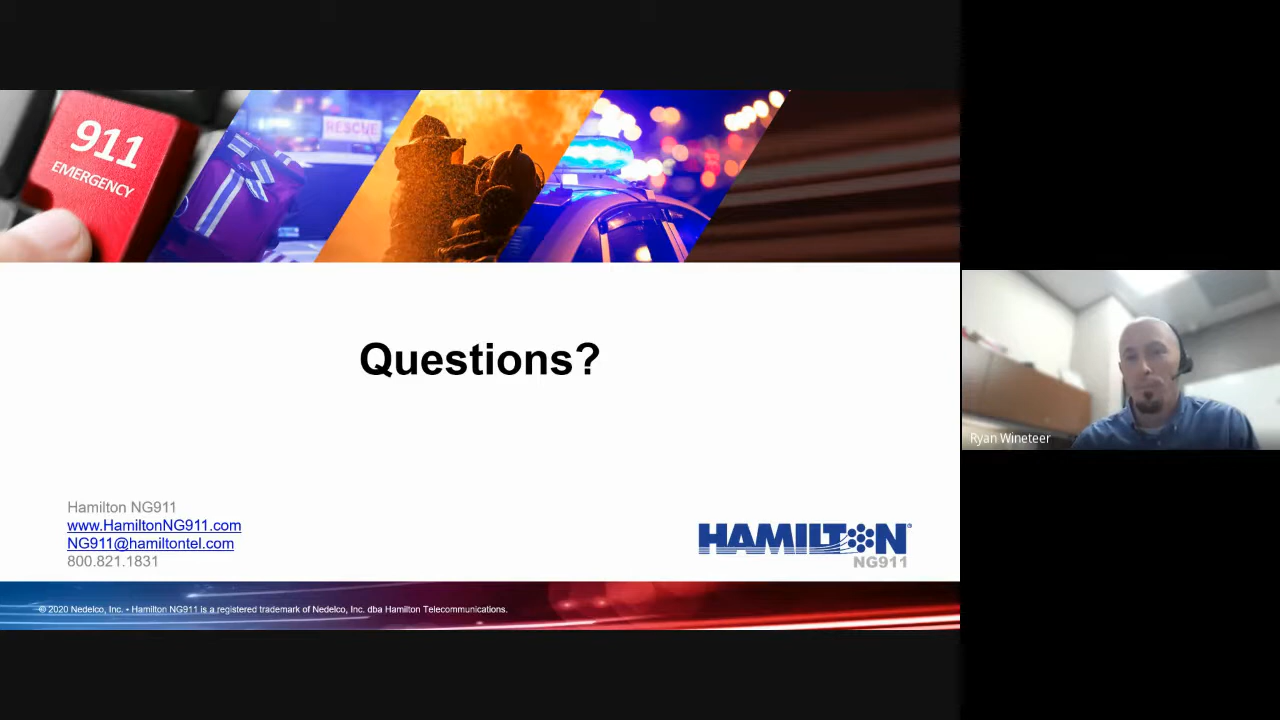 911
EMERGENCY
RESCUE
Questions?
Hamilton NG911
www.HamiltonNG911.com
NG911@hamiltontel.com
800.821.1831
HAMILTON®
NG911
© 2020 Nedelco, Inc. • Hamilton NG911 is a registered trademark of Nedelco, Inc. dba Hamilton Telecommunications.
Ryan Wineteer